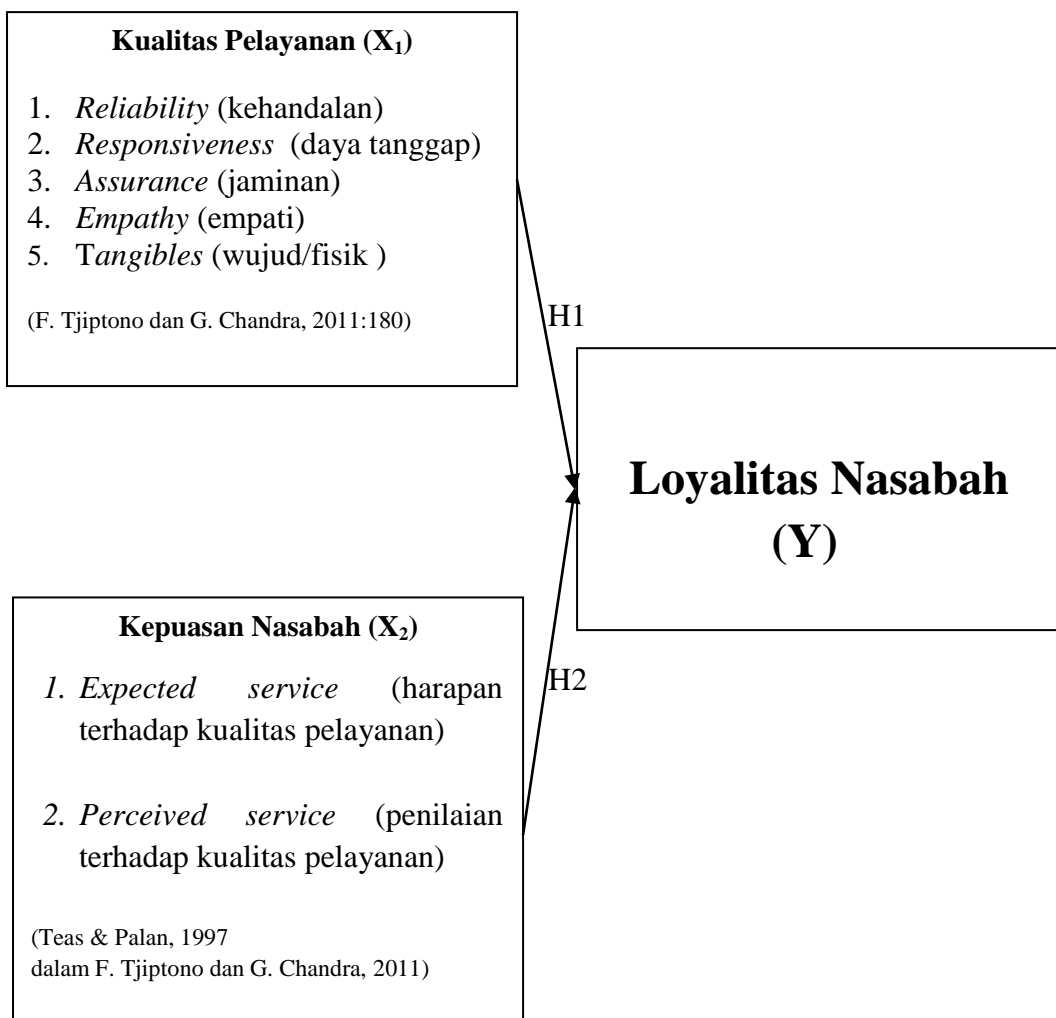 Kualitas Pelayanan (X₁)
1. Reliability (kehandalan)
2. Responsiveness (daya tanggap)
3. Assurance (jaminan)
4. Empathy (empati)
5. Tangibles (wujud/fisik )
(F. Tjiptono dan G. Chandra, 2011:180)
H1
Loyalitas Nasabah
(Y)
Kepuasan Nasabah (X₂)
1. Expected service (harapan
terhadap kualitas pelayanan)
2. Perceived service (penilaian
terhadap kualitas pelayanan)
(Teas & Palan, 1997
dalam F. Tjiptono dan G. Chandra, 2011)
H2